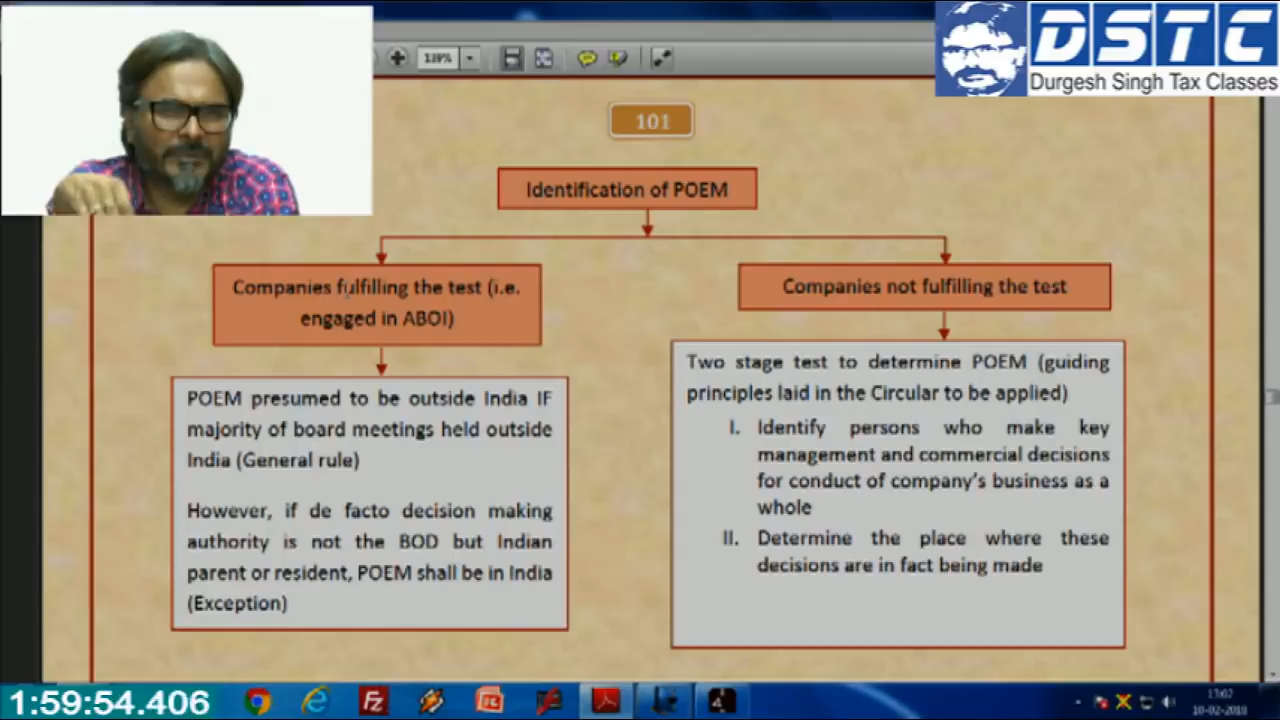 DSTC
Durgesh Singh Tax Classes
139%
101
Identification of POEM
Companies fulfilling the test (i.e.
engaged in ABOI)
Companies not fulfilling the test
POEM presumed to be outside India IF
majority of board meetings held outside
India (General rule)
However, if de facto decision making
authority is not the BOD but Indian
parent or resident, POEM shall be in India
(Exception)
Two stage test to determine POEM (guiding
principles laid in the Circular to be applied)
I. Identify persons who make key
management and commercial decisions
for conduct of company's business as a
whole
II. Determine the place where these
decisions are in fact being made
1:59:54.406
13:02
10-02-2018